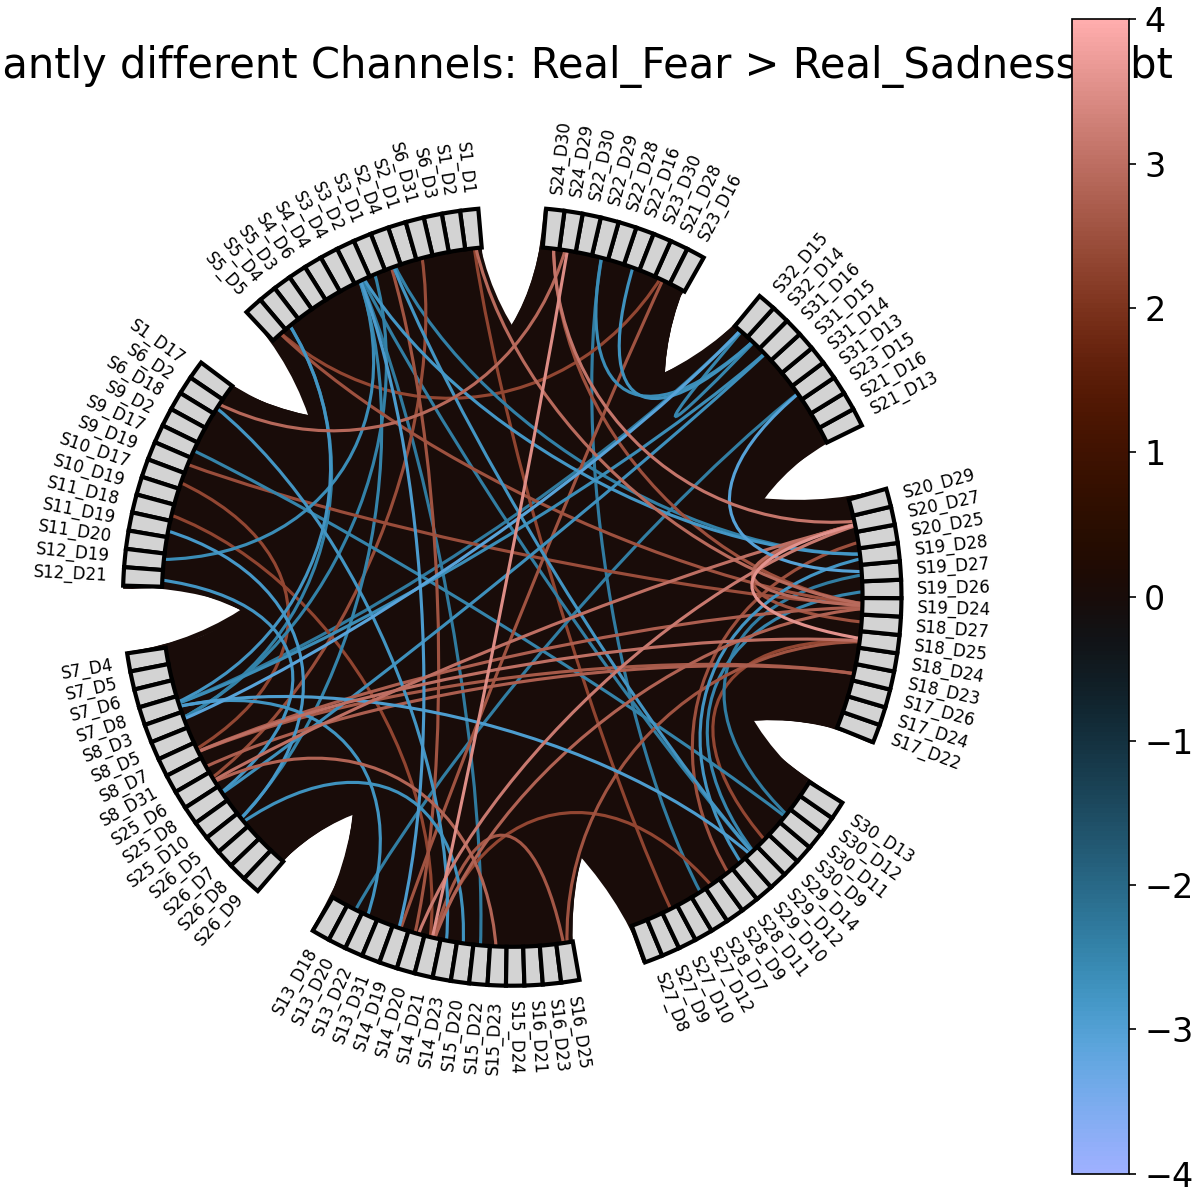 antly different Channels: Real_Fear > Real_Sadness bt
4
3
2
1
0
−1
−2
−3
−4
S1_D1
S1_D2
S6_D3
S6_D31
S2_D1
S2_D4
S3_D1
S3_D2
S3_D4
S4_D4
S4_D6
S5_D3
S5_D4
S5_D5
S1_D17
S6_D2
S6_D18
S9_D2
S9_D17
S9_D19
S10_D17
S10_D19
S11_D18
S11_D19
S11_D20
S12_D19
S12_D21
S7_D4
S7_D5
S7_D6
S7_D8
S8_D3
S8_D5
S8_D7
S8_D31
S25_D6
S25_D8
S25_D10
S26_D5
S26_D7
S26_D8
S26_D9
S13_D18
S13_D20
S13_D22
S13_D31
S14_D19
S14_D20
S14_D21
S14_D23
S15_D20
S15_D22
S15_D23
S15_D24
S16_D21
S16_D23
S16_D25
S27_D8
S27_D9
S27_D10
S27_D12
S28_D7
S28_D9
S28_D11
S29_D10
S29_D12
S29_D14
S30_D9
S30_D11
S30_D12
S30_D13
S17_D22
S17_D24
S17_D26
S18_D23
S18_D24
S18_D25
S18_D27
S19_D24
S19_D26
S19_D27
S19_D28
S20_D25
S20_D27
S20_D29
S21_D13
S21_D16
S23_D15
S31_D13
S31_D14
S31_D15
S31_D16
S32_D14
S32_D15
S23_D16
S21_D28
S23_D30
S22_D16
S22_D28
S22_D29
S22_D30
S24_D29
S24_D30